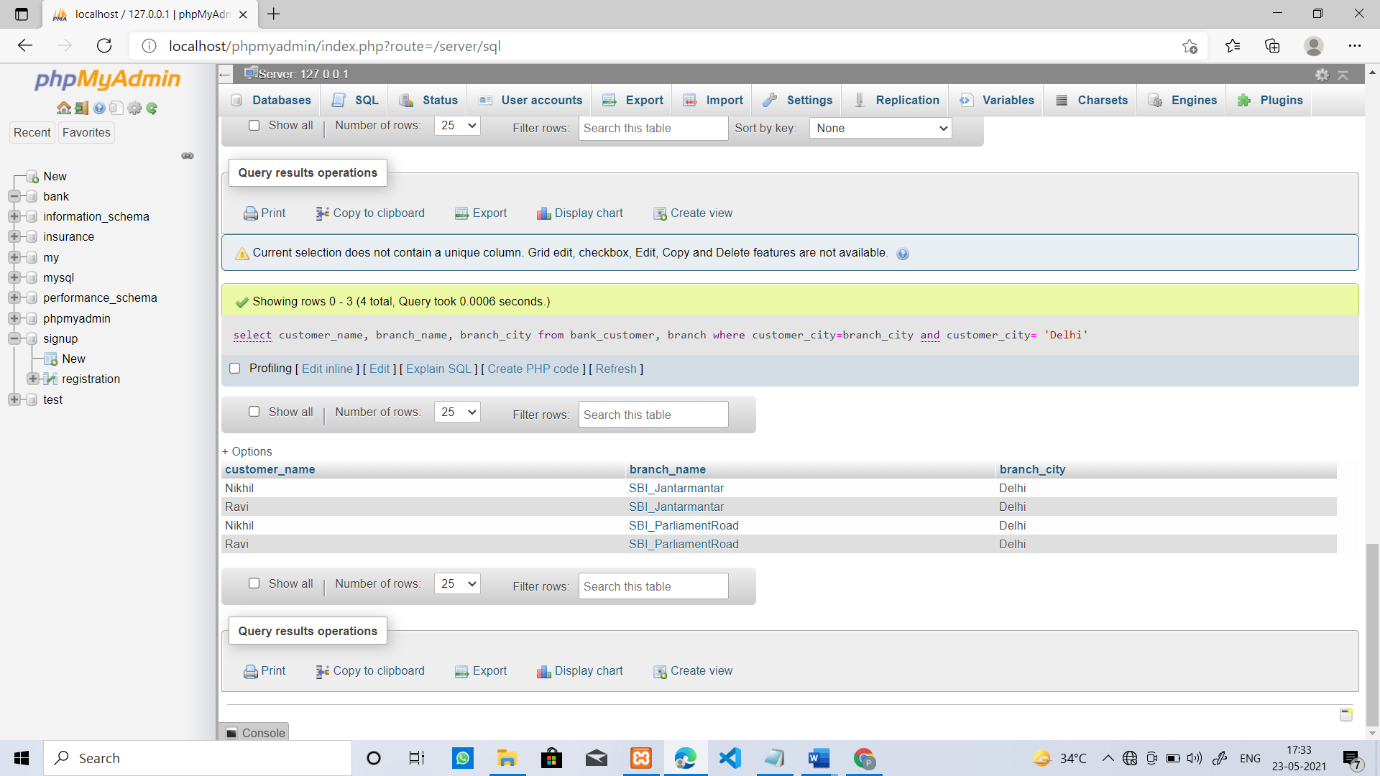 localhost / 127.0.0.1 | phpMyAdn
localhost/phpmyadmin/index.php?route=/server/sql
phpMyAdmin
Recent Favorites
New
bank
information_schema
insurance
my
mysql
performance_schema
phpmyadmin
signup
New
registration
test
Server: 127.0.0.1
Databases SQL Status User accounts Export Import Settings Replication Variables Charsets Engines Plugins
Show all | Number of rows: 25 Filter rows: Search this table Sort by key: None
Query results operations
Print Copy to clipboard Export Display chart Create view
Current selection does not contain a unique column. Grid edit, checkbox, Edit, Copy and Delete features are not available.
Showing rows 0 - 3 (4 total, Query took 0.0006 seconds.)
select customer_name, branch_name, branch_city from bank_customer, branch where customer_city=branch_city and customer_city= 'Delhi'
Profiling [ Edit inline ] [ Edit ] [ Explain SQL ] [ Create PHP code ] [ Refresh ]
Show all | Number of rows: 25 Filter rows: Search this table
+ Options
customer_name branch_name branch_city
Nikhil SBI_Jantarmantar Delhi
Ravi SBI_Jantarmantar Delhi
Nikhil SBI_ParliamentRoad Delhi
Ravi SBI_ParliamentRoad Delhi
Show all | Number of rows: 25 Filter rows: Search this table
Query results operations
Print Copy to clipboard Export Display chart Create view
Console
Search 34°C ENG 17:33
23-05-2021 7